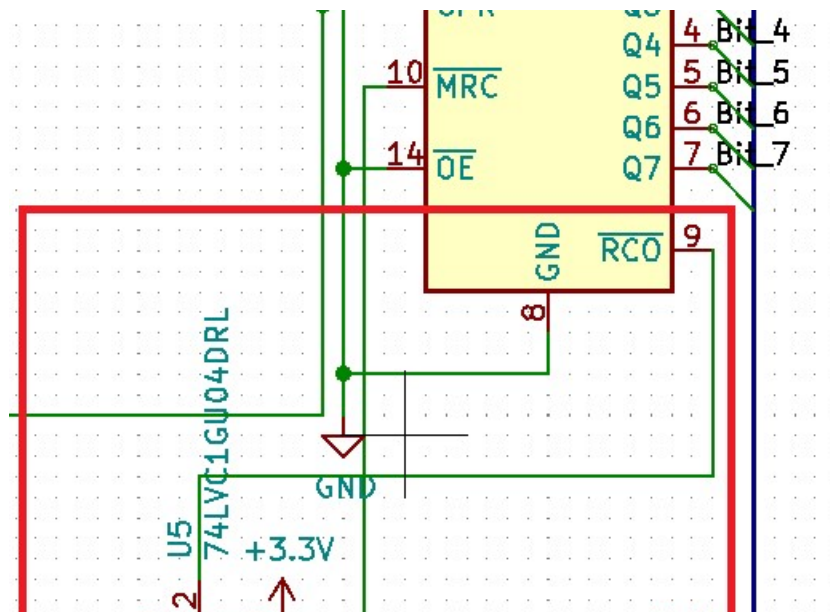 4 Bit_4
Q4
10 MRC
5 Bit_5
Q5
6 Bit_6
Q6
14 OE
7 Bit_7
Q7
GND
RCO 9
8
74LVC1GU04DRL
GND
U5
+3.3V
2